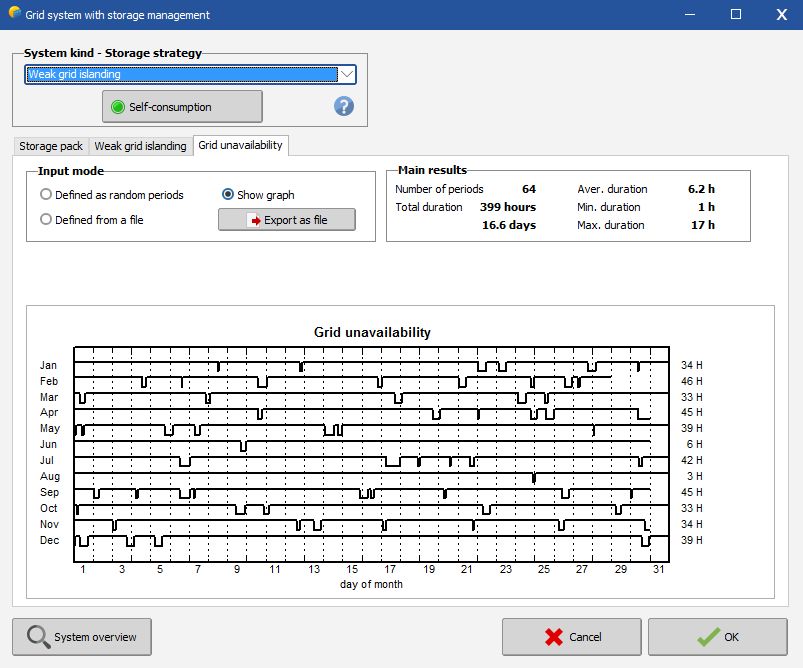 Grid system with storage management
System kind - Storage strategy
Weak grid islanding
Self-consumption
?
Storage pack
Weak grid islanding
Grid unavailability
Input mode
Defined as random periods
Show graph
Defined from a file
Export as file
Main results
Number of periods 64 Aver. duration 6.2 h
Total duration 399 hours Min. duration 1 h
16.6 days Max. duration 17 h
Grid unavailability
Jan 34 H
Feb 46 H
Mar 33 H
Apr 45 H
May 39 H
Jun 6 H
Jul 42 H
Aug 3 H
Sep 45 H
Oct 33 H
Nov 34 H
Dec 39 H
1 3 5 7 9 11 13 15 17 19 21 23 25 27 29 31
day of month
System overview
Cancel
OK